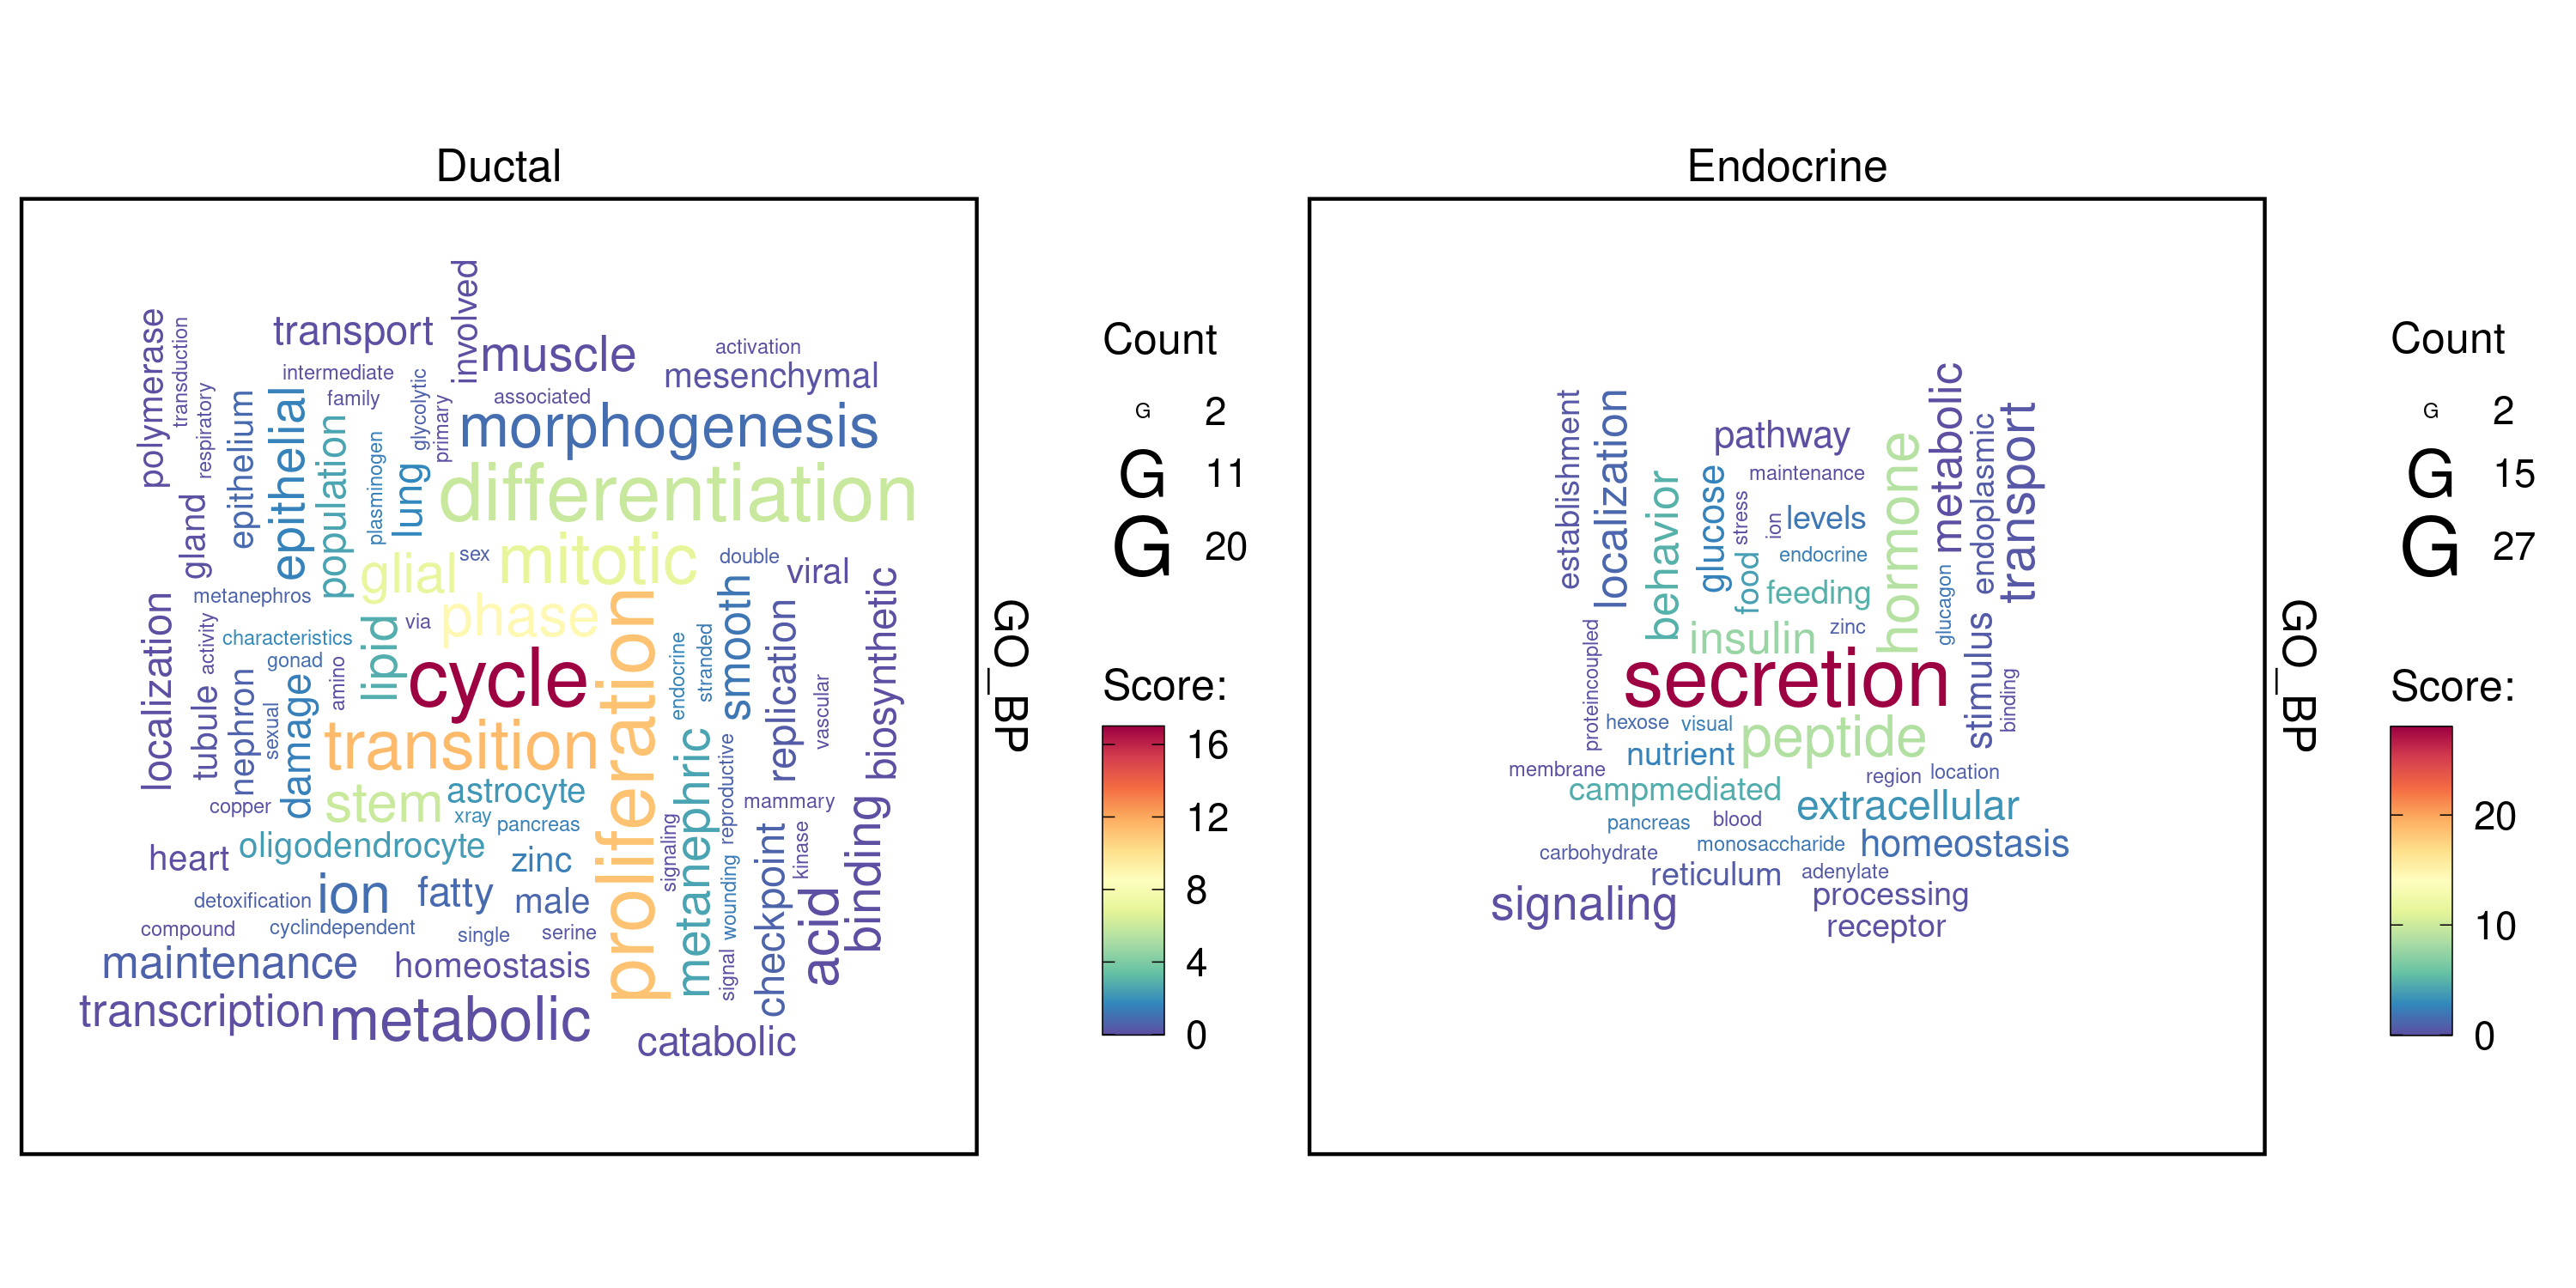 Ductal
involved
polymerase
transduction
transport
muscle
activation
intermediate
mesenchymal
respiratory
epithelium
epithelial
family
glycolytic
primary
associated
population
plasminogen
lung
morphogenesis
differentiation
gland
glial
sex
mitotic
double
viral
metanephros
phase
smooth
biosynthetic
localization
activity
characteristics
lipid
via
proliferation
endocrine
stranded
replication
tubule
nephron
gonad
amino
cycle
vascular
sexual
damage
transition
metanephric
reproductive
copper
stem
astrocyte
xray
pancreas
mammary
heart
oligodendrocyte
zinc
signaling
wounding
checkpoint
kinase
binding
detoxification
ion
fatty
male
acid
compound
cyclindependent
single
serine
signal
maintenance
homeostasis
transcription
metabolic
catabolic
GO_BP
Count
G 2
G 11
G 20
Score:
16
12
8
4
0
Endocrine
establishment
localization
pathway
hormone
metabolic
endoplasmic
transport
behavior
glucose
maintenance
stress
ion
levels
food
endocrine
feeding
glucagon
insulin
zinc
stimulus
proteincoupled
secretion
binding
hexose
visual
nutrient
peptide
membrane
region
location
campmediated
extracellular
pancreas
blood
carbohydrate
monosaccharide
homeostasis
reticulum
adenylate
signaling
processing
receptor
GO_BP
Count
G 2
G 15
G 27
Score:
20
10
0